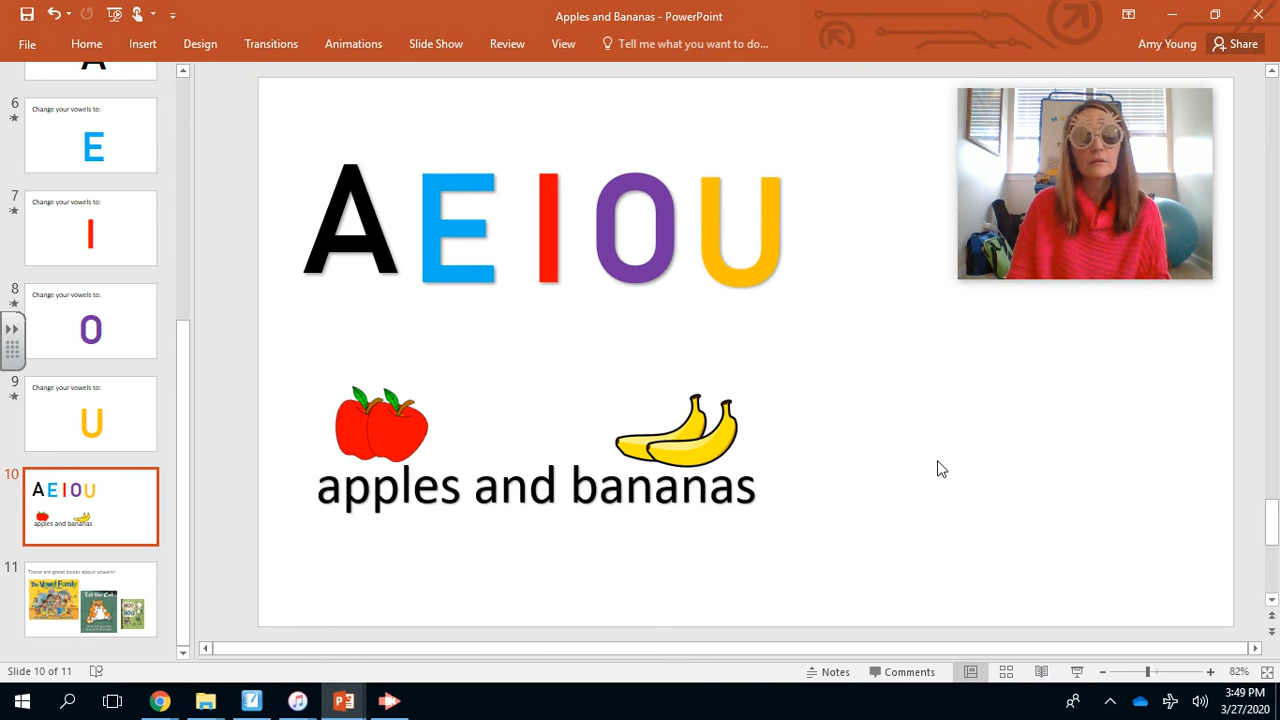 Apples and Bananas - PowerPoint
File Home Insert Design Transitions Animations Slide Show Review View Tell me what you want to do... Amy Young Share
A
6 Change your vowels to:
E
7 Change your vowels to:
I
8 Change your vowels to:
O
9 Change your vowels to:
U
10 A E I O U
apples and bananas
11 These are great books about vowels!
The Vowel Family
Tat the Cat
A E I O U
apples and bananas
Slide 10 of 11 Notes Comments 82%
3:49 PM
3/27/2020